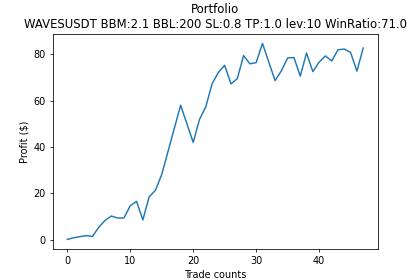 Portfolio
WAVESUSDT BBM:2.1 BBL:200 SL:0.8 TP:1.0 lev:10 WinRatio:71.0
80
60
40
20
0
Profit ($)
0 10 20 30 40
Trade counts